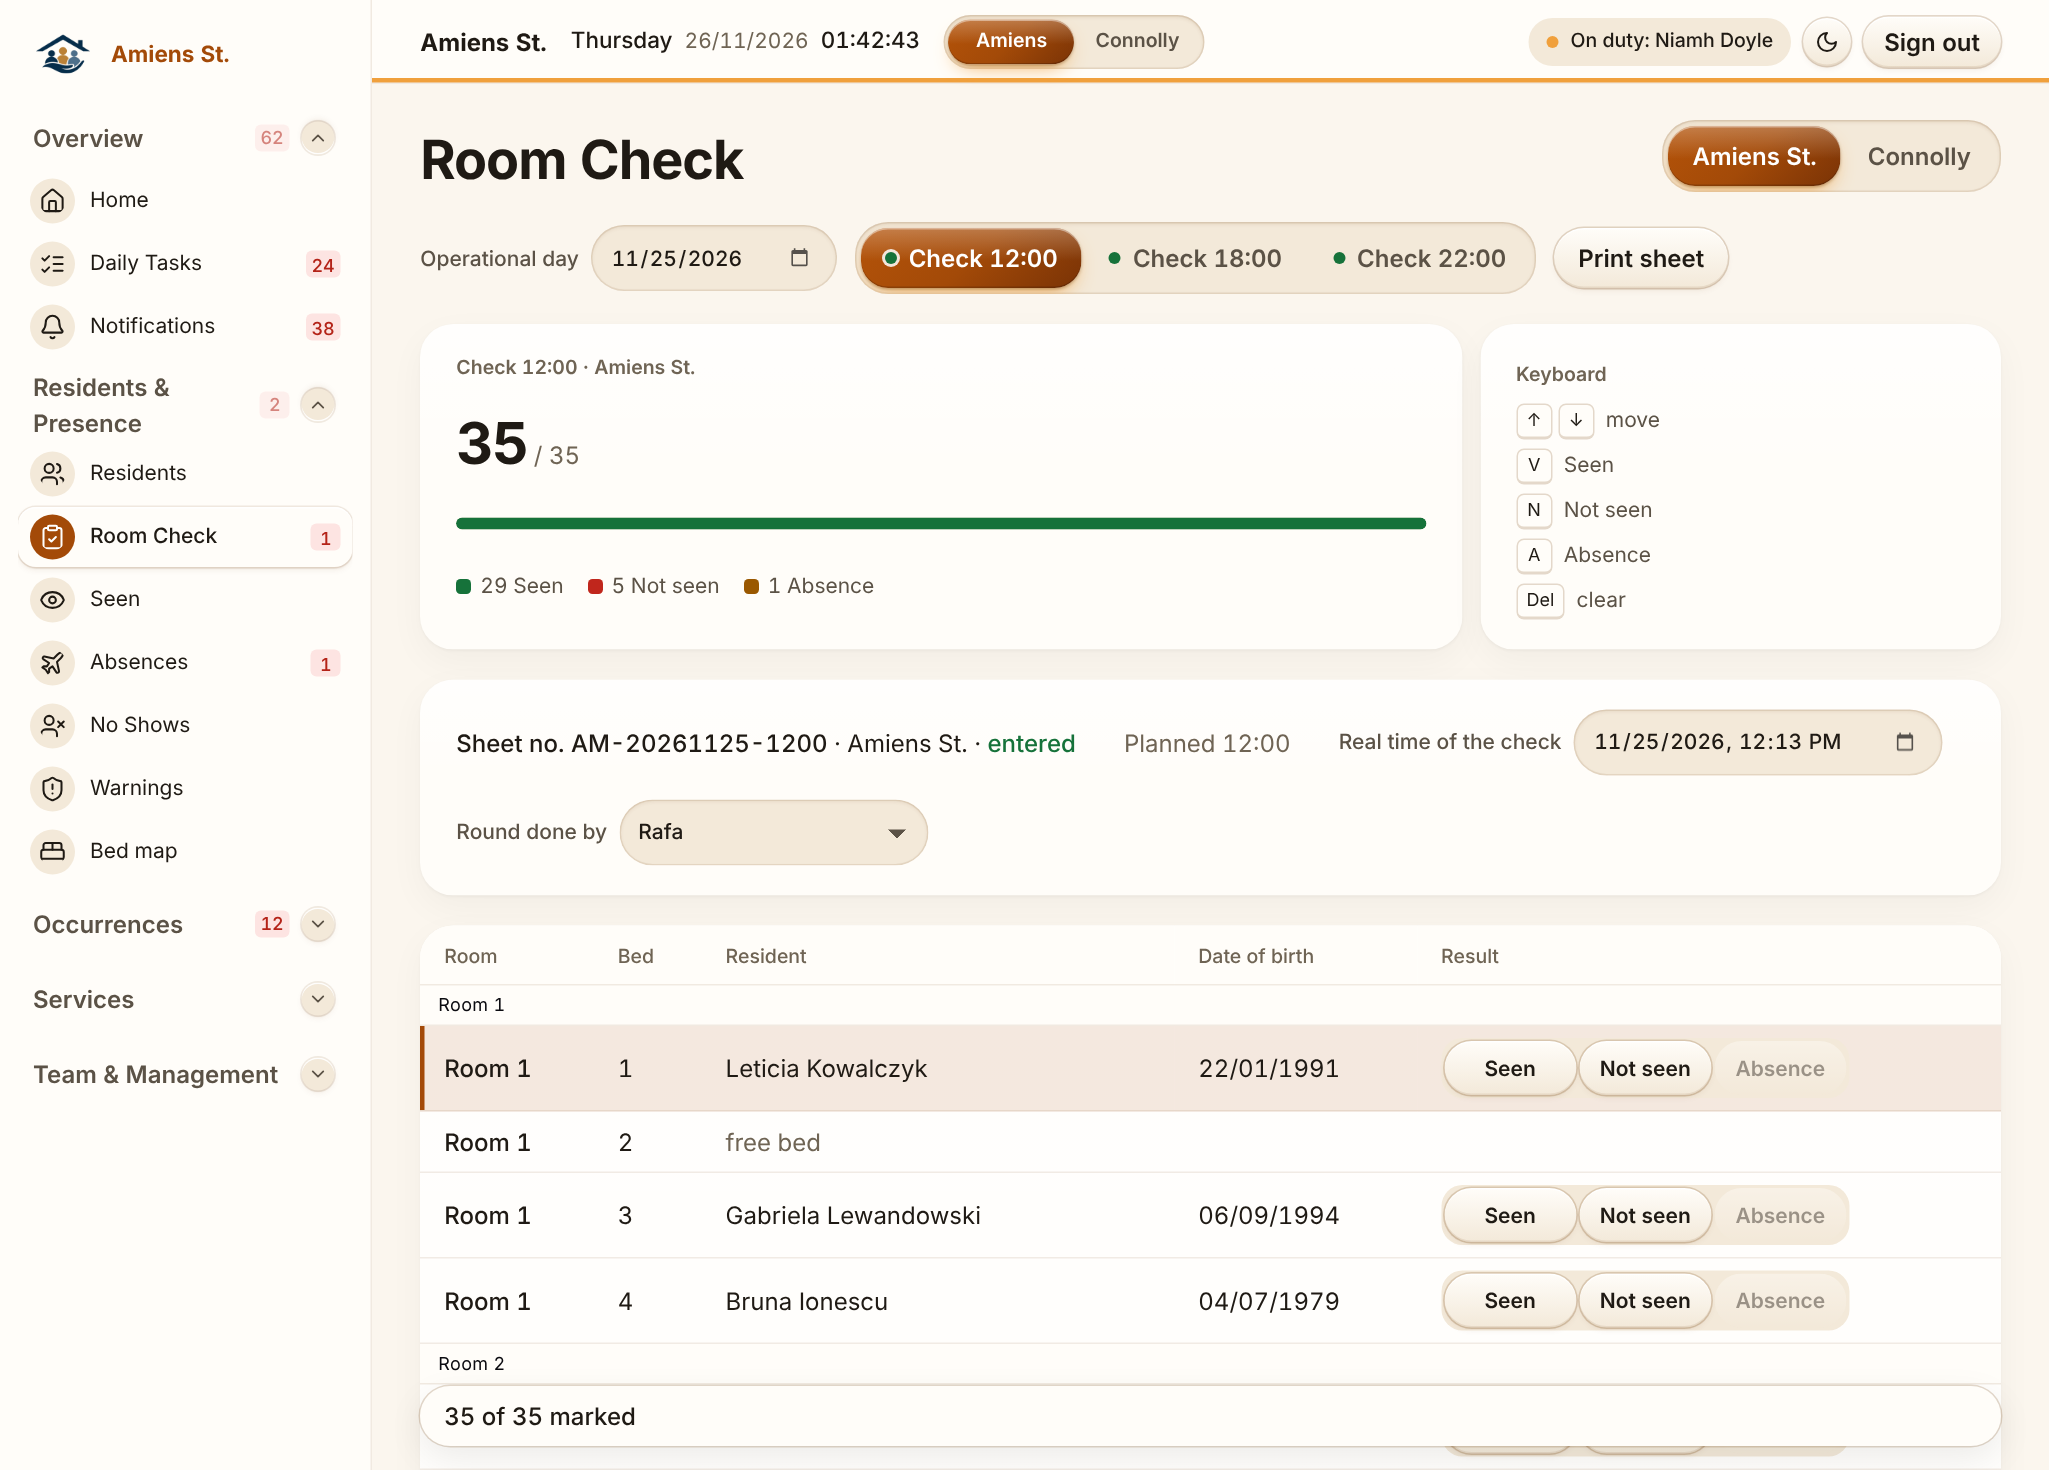 Amiens St.
Overview 62
Home
Daily Tasks 24
Notifications 38
Residents & Presence 2
Residents
Room Check 1
Seen
Absences 1
No Shows
Warnings
Bed map
Occurrences 12
Services
Team & Management
Amiens St. Thursday 26/11/2026 01:42:43 Amiens Connolly On duty: Niamh Doyle Sign out
Room Check Amiens St. Connolly
Operational day 11/25/2026 Check 12:00 Check 18:00 Check 22:00 Print sheet
Check 12:00 · Amiens St.
35 / 35
29 Seen 5 Not seen 1 Absence
Keyboard
↑ ↓ move
V Seen
N Not seen
A Absence
Del clear
Sheet no. AM-20261125-1200 · Amiens St. · entered Planned 12:00 Real time of the check 11/25/2026, 12:13 PM
Round done by Rafa
Room Bed Resident Date of birth Result
Room 1
Room 1 1 Leticia Kowalczyk 22/01/1991 Seen Not seen Absence
Room 1 2 free bed
Room 1 3 Gabriela Lewandowski 06/09/1994 Seen Not seen Absence
Room 1 4 Bruna Ionescu 04/07/1979 Seen Not seen Absence
Room 2
35 of 35 marked